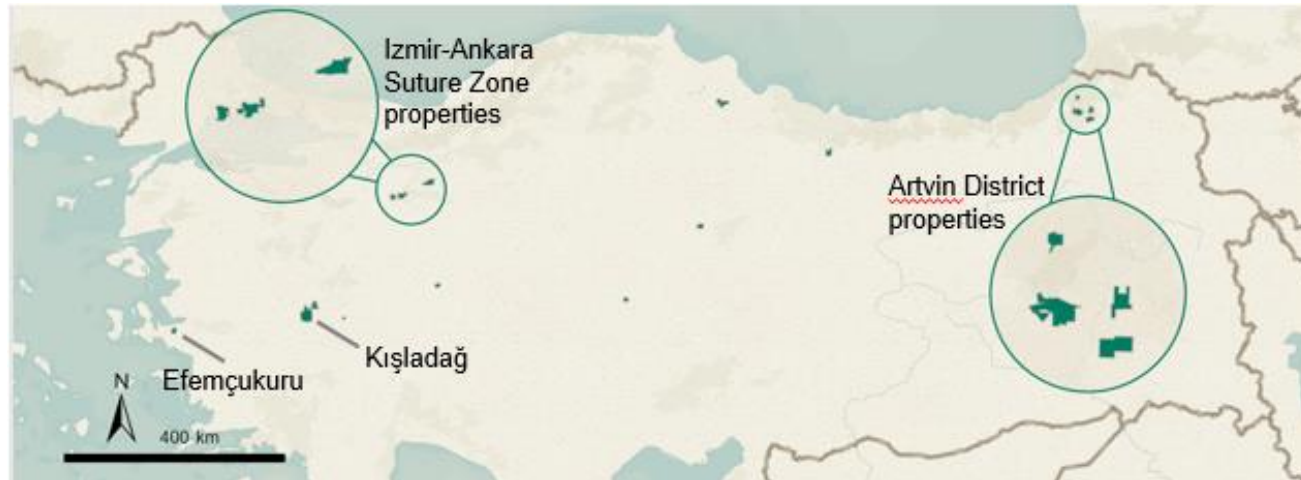 Izmir-Ankara
Suture Zone
properties
Artvin District
properties
Kışladağ
Efemçukuru
N
400 km